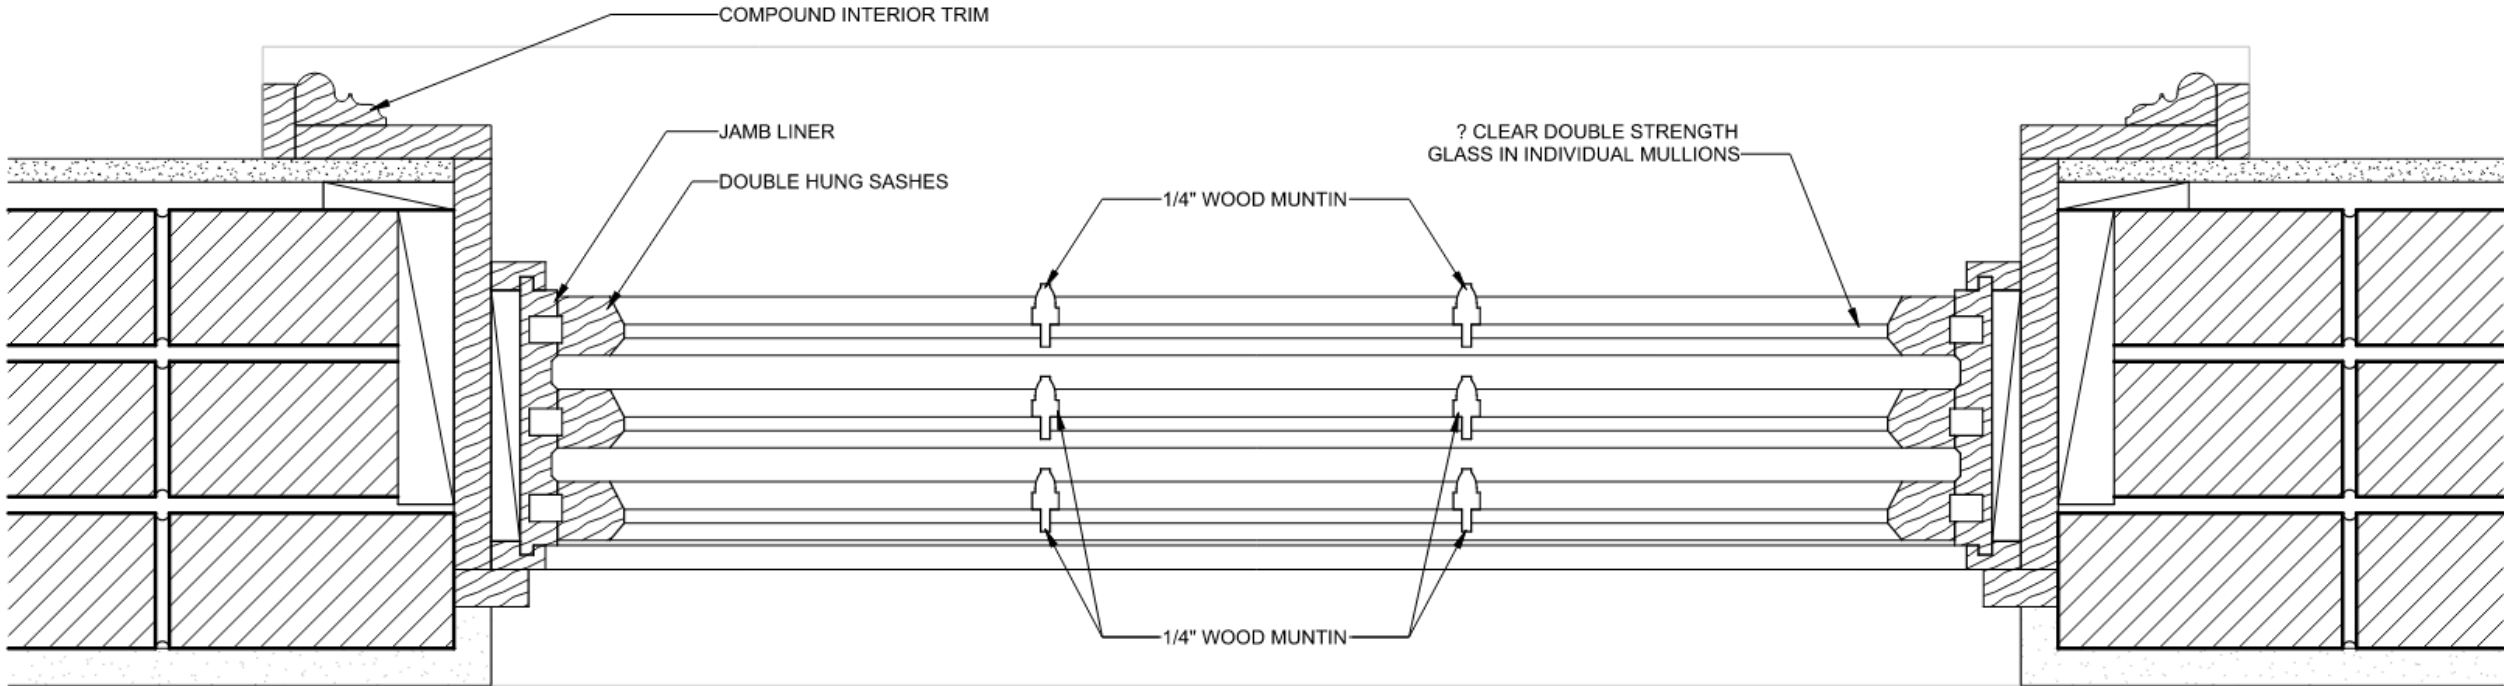 COMPOUND INTERIOR TRIM
JAMB LINER
? CLEAR DOUBLE STRENGTH
GLASS IN INDIVIDUAL MULLIONS
DOUBLE HUNG SASHES
1/4" WOOD MUNTIN
1/4" WOOD MUNTIN